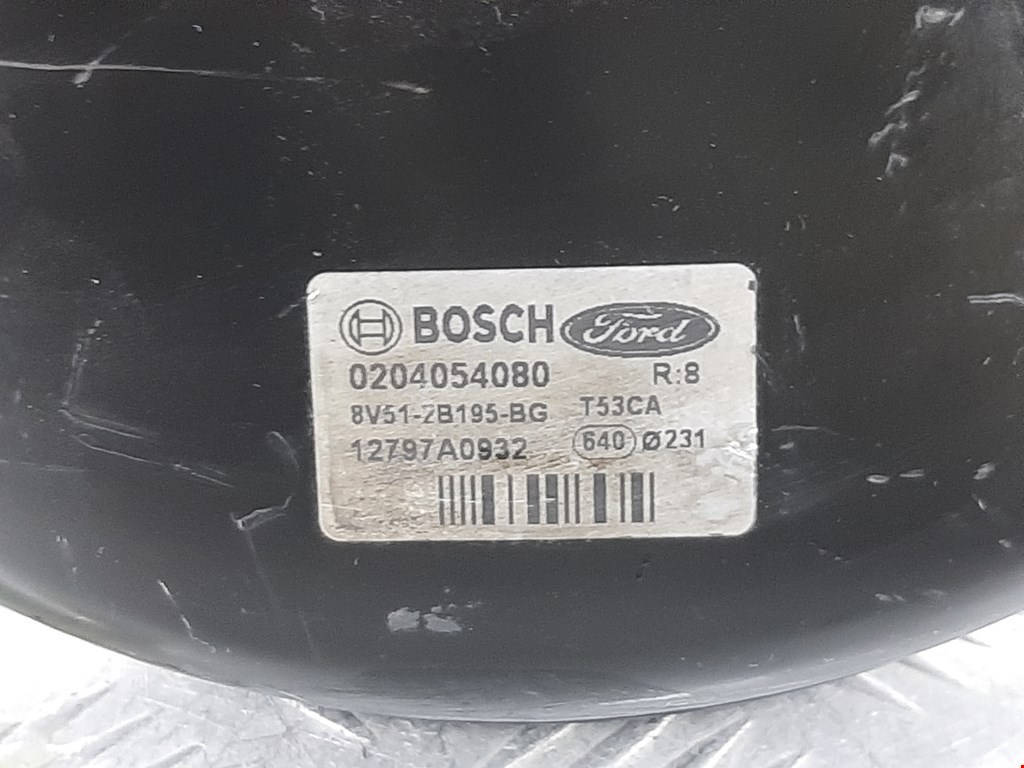 BOSCH Ford
0204054080 R:8
8V51-2B195-BG T53CA
12797A0932 640 Ø231